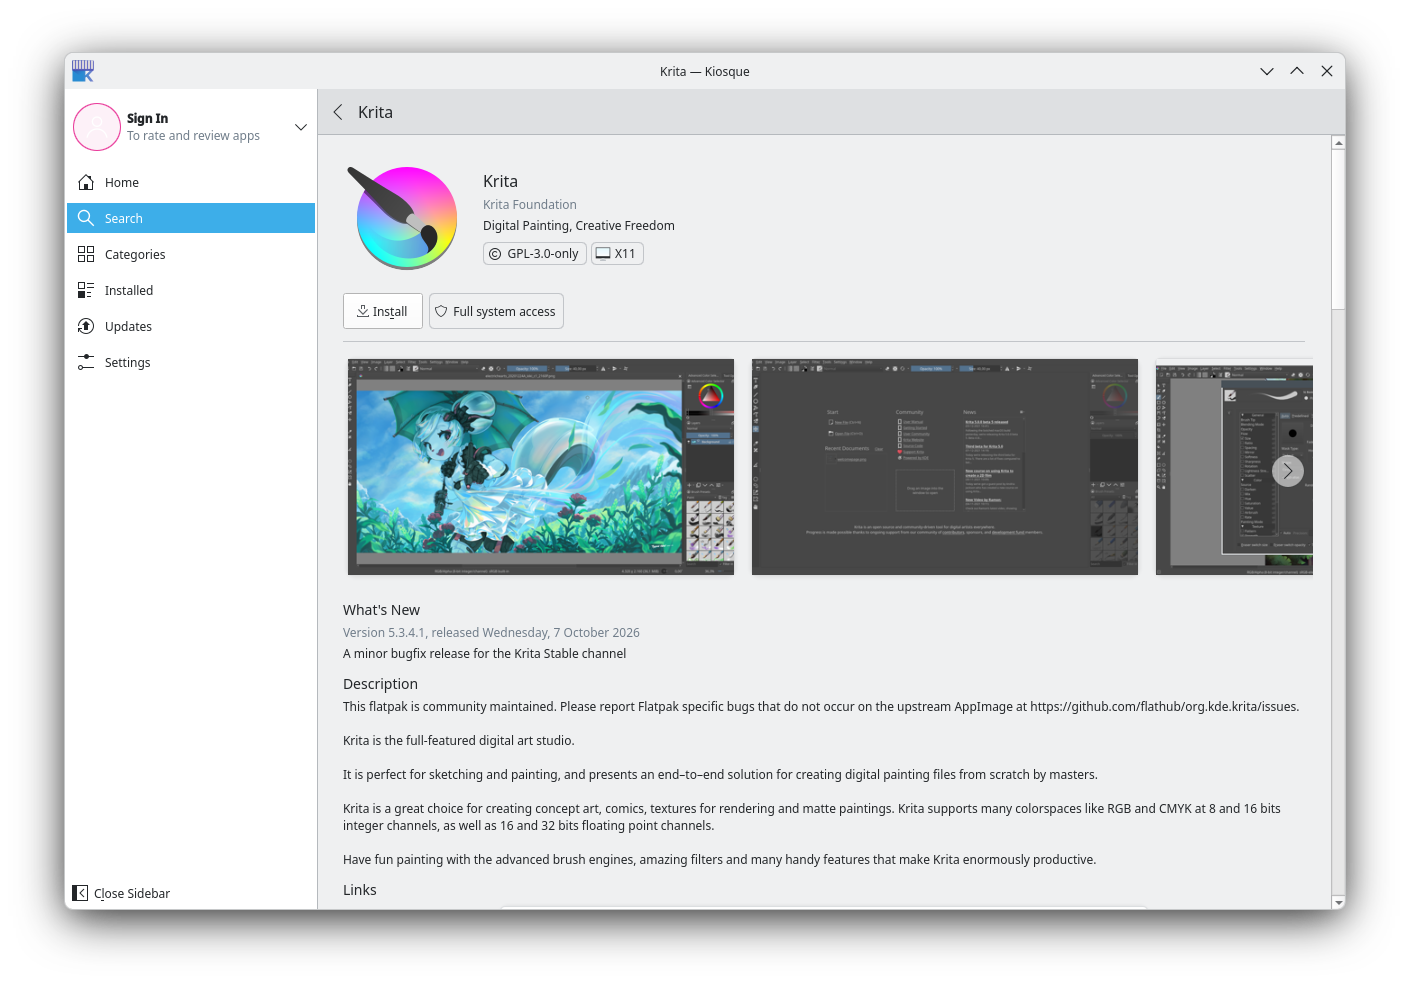 Krita — Kiosque
Sign In
To rate and review apps
Home
Search
Categories
Installed
Updates
Settings
Close Sidebar
Krita
Krita
Krita Foundation
Digital Painting, Creative Freedom
GPL-3.0-only
X11
Install
Full system access
Start
Community
News
Recent Documents
What's New
Version 5.3.4.1, released Wednesday, 7 October 2026
A minor bugfix release for the Krita Stable channel
Description
This flatpak is community maintained. Please report Flatpak specific bugs that do not occur on the upstream AppImage at https://github.com/flathub/org.kde.krita/issues.
Krita is the full-featured digital art studio.
It is perfect for sketching and painting, and presents an end–to–end solution for creating digital painting files from scratch by masters.
Krita is a great choice for creating concept art, comics, textures for rendering and matte paintings. Krita supports many colorspaces like RGB and CMYK at 8 and 16 bits
integer channels, as well as 16 and 32 bits floating point channels.
Have fun painting with the advanced brush engines, amazing filters and many handy features that make Krita enormously productive.
Links